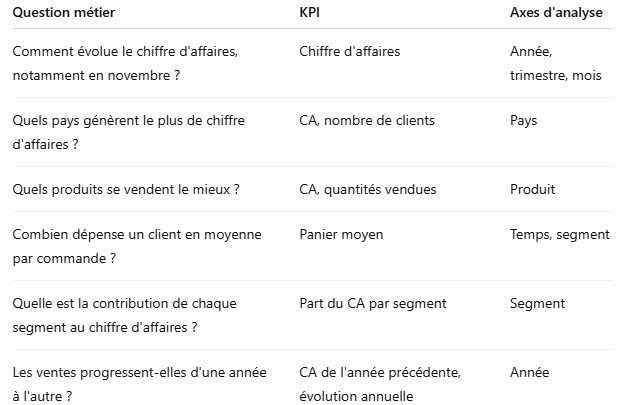 Question métier KPI Axes d'analyse
Comment évolue le chiffre d'affaires, Chiffre d'affaires Année,
notamment en novembre ? trimestre, mois
Quels pays génèrent le plus de chiffre CA, nombre de clients Pays
d'affaires ?
Quels produits se vendent le mieux ? CA, quantités vendues Produit
Combien dépense un client en moyenne Panier moyen Temps, segment
par commande ?
Quelle est la contribution de chaque Part du CA par segment Segment
segment au chiffre d'affaires ?
Les ventes progressent-elles d'une année CA de l'année précédente, Année
à l'autre ? évolution annuelle